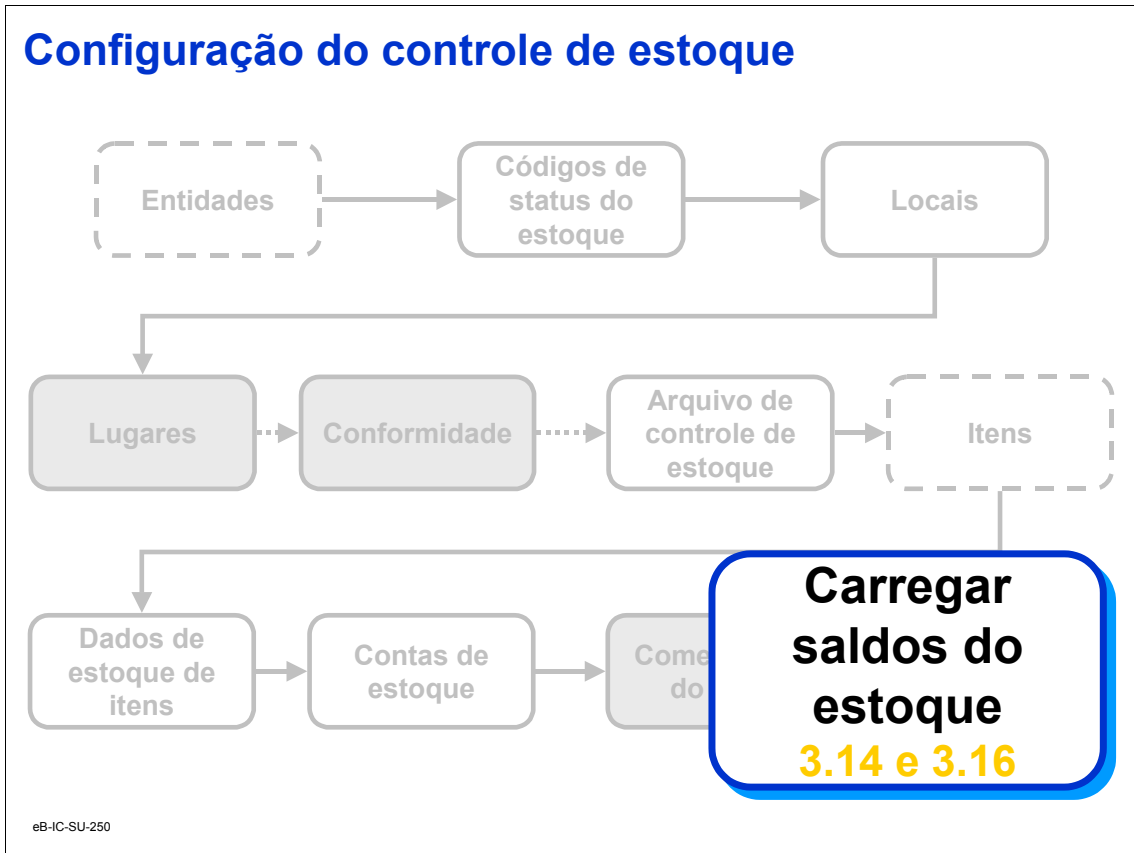 Configuração do controle de estoque
Entidades
Códigos de
status do
estoque
Locais
Lugares
Conformidade
Arquivo de
controle de
estoque
Itens
Dados de
estoque de
itens
Contas de
estoque
do
Carregar
saldos do
estoque
3.14 e 3.16
eB-IC-SU-250